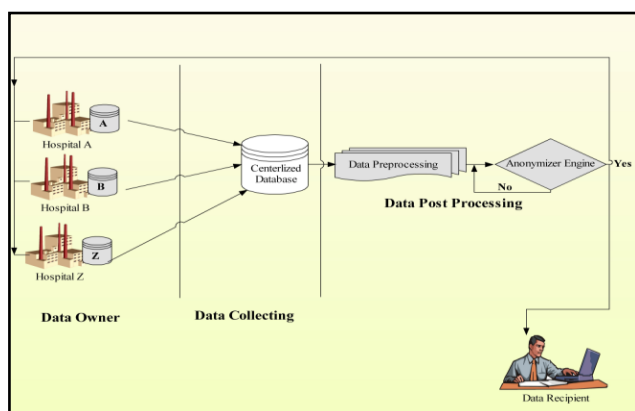 A
Hospital A
B
Hospital B
Z
Hospital Z
Data Owner
Centerlized
Database
Data Collecting
Data Preprocessing
Anonymizer Engine
Yes
No
Data Post Processing
Data Recipient